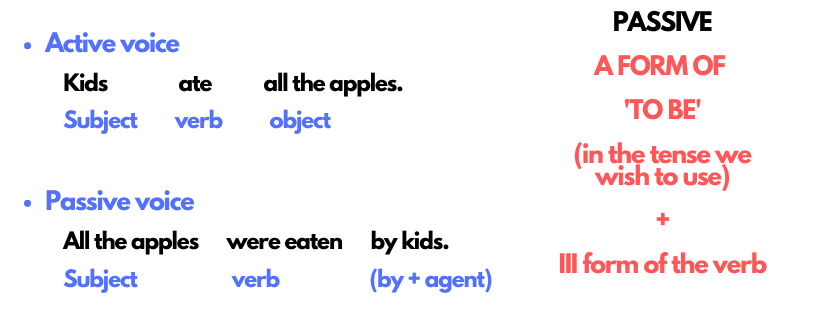 • Active voice
Kids ate all the apples.
Subject verb object
• Passive voice
All the apples were eaten by kids.
Subject verb (by + agent)
PASSIVE
A FORM OF
'TO BE'
(in the tense we
wish to use)
+
III form of the verb